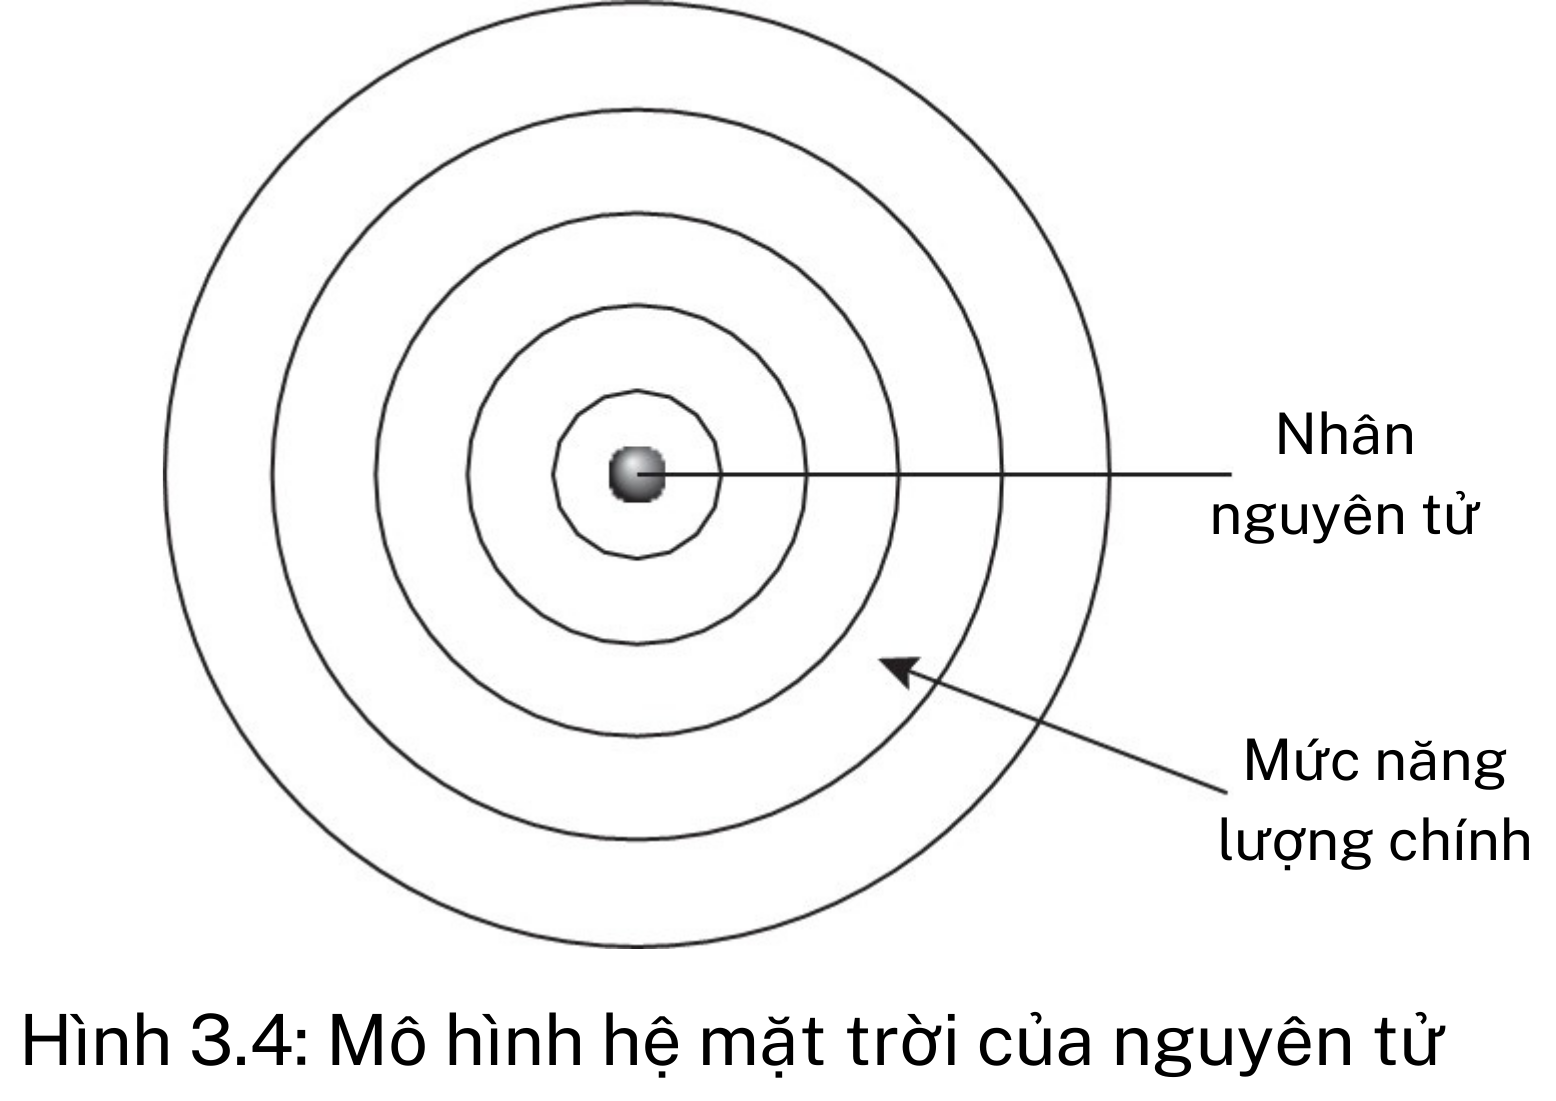 Nhân
nguyên tử
Mức năng
lượng chính
Hình 3.4: Mô hình hệ mặt trời của nguyên tử